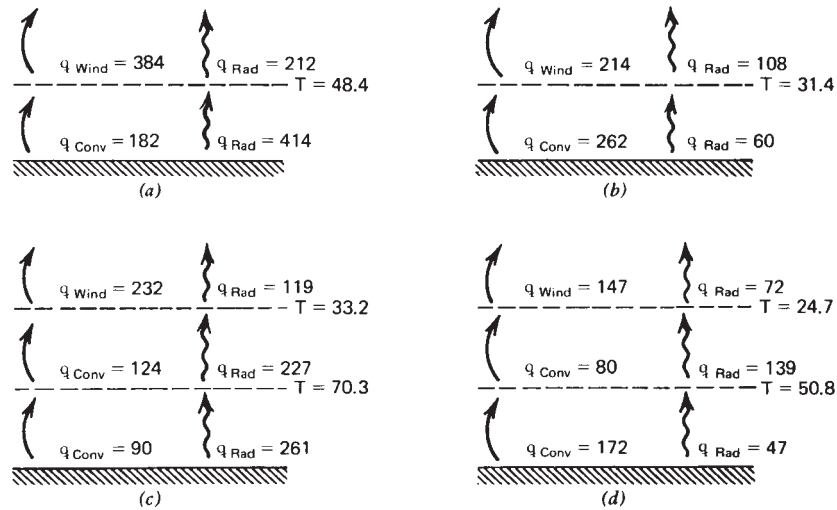 q Wind = 384 q Rad = 212
T = 48.4
q Conv = 182 q Rad = 414
(a)
q Wind = 214 q Rad = 108
T = 31.4
q Conv = 262 q Rad = 60
(b)
q Wind = 232 q Rad = 119
T = 33.2
q Conv = 124 q Rad = 227
T = 70.3
q Conv = 90 q Rad = 261
(c)
q Wind = 147 q Rad = 72
T = 24.7
q Conv = 80 q Rad = 139
T = 50.8
q Conv = 172 q Rad = 47
(d)